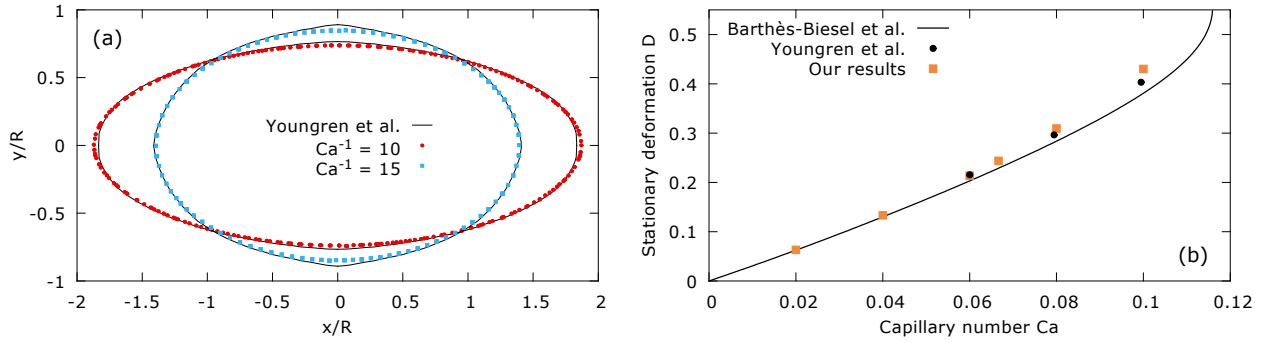 (a)
1
0.5
0
-0.5
-1
y/R
Youngren et al.
Ca⁻¹ = 10
Ca⁻¹ = 15
-2 -1.5 -1 -0.5 0 0.5 1 1.5 2
x/R
Barthès-Biesel et al.
Youngren et al.
Our results
0.5
0.4
0.3
0.2
0.1
0
Stationary deformation D
(b)
0 0.02 0.04 0.06 0.08 0.1 0.12
Capillary number Ca